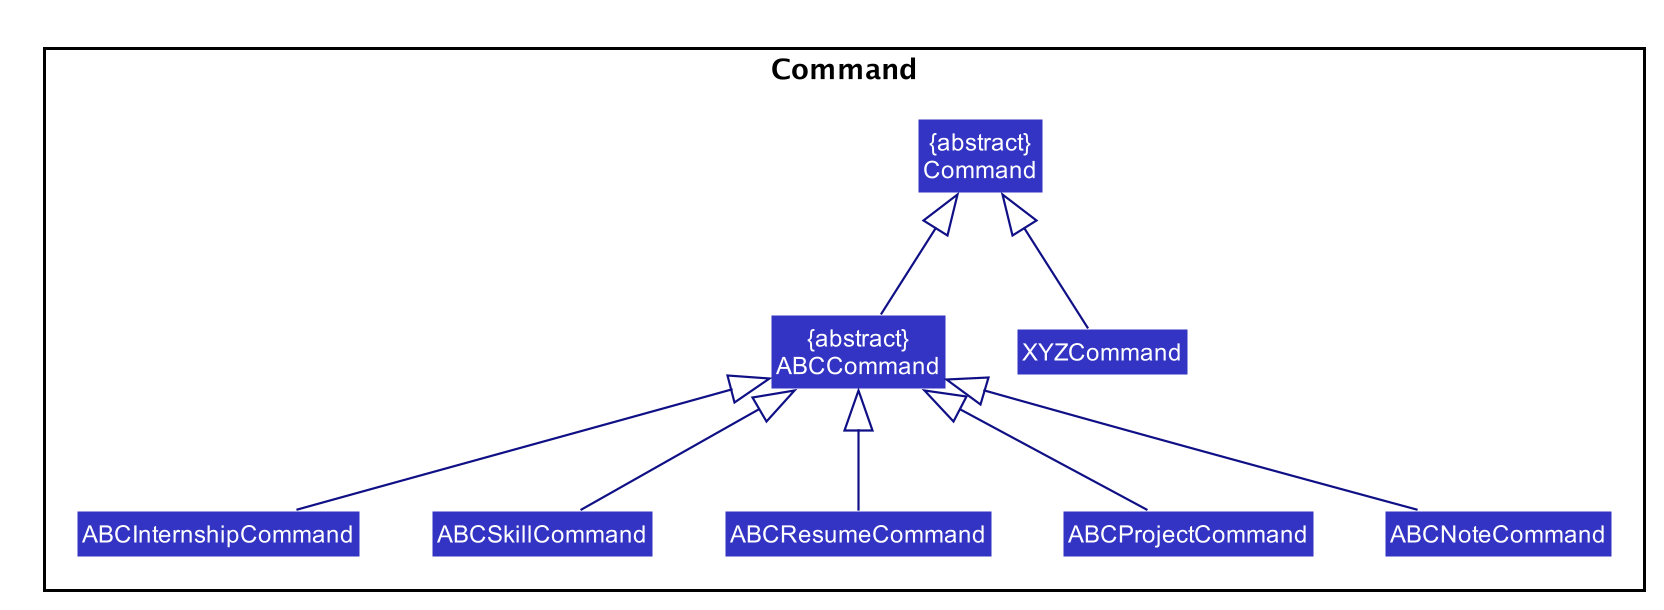 Command
{abstract}
Command
{abstract}
ABCCommand
XYZCommand
ABCInternshipCommand
ABCSkillCommand
ABCResumeCommand
ABCProjectCommand
ABCNoteCommand